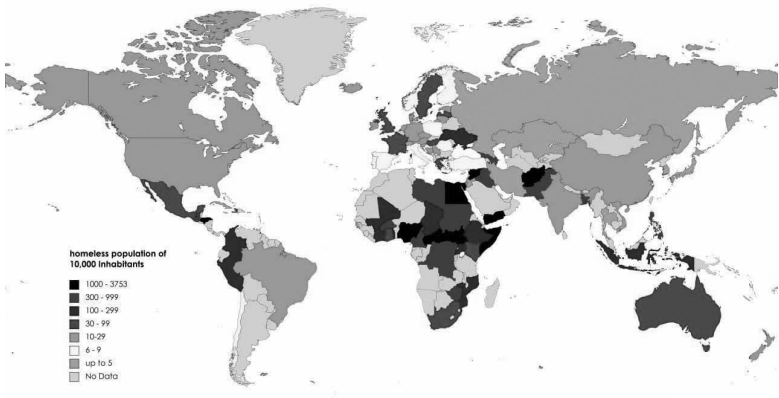 homeless population of
10,000 inhabitants
1000 - 3753
300 - 999
100 - 299
30 - 99
10-29
6 - 9
up to 5
No Data